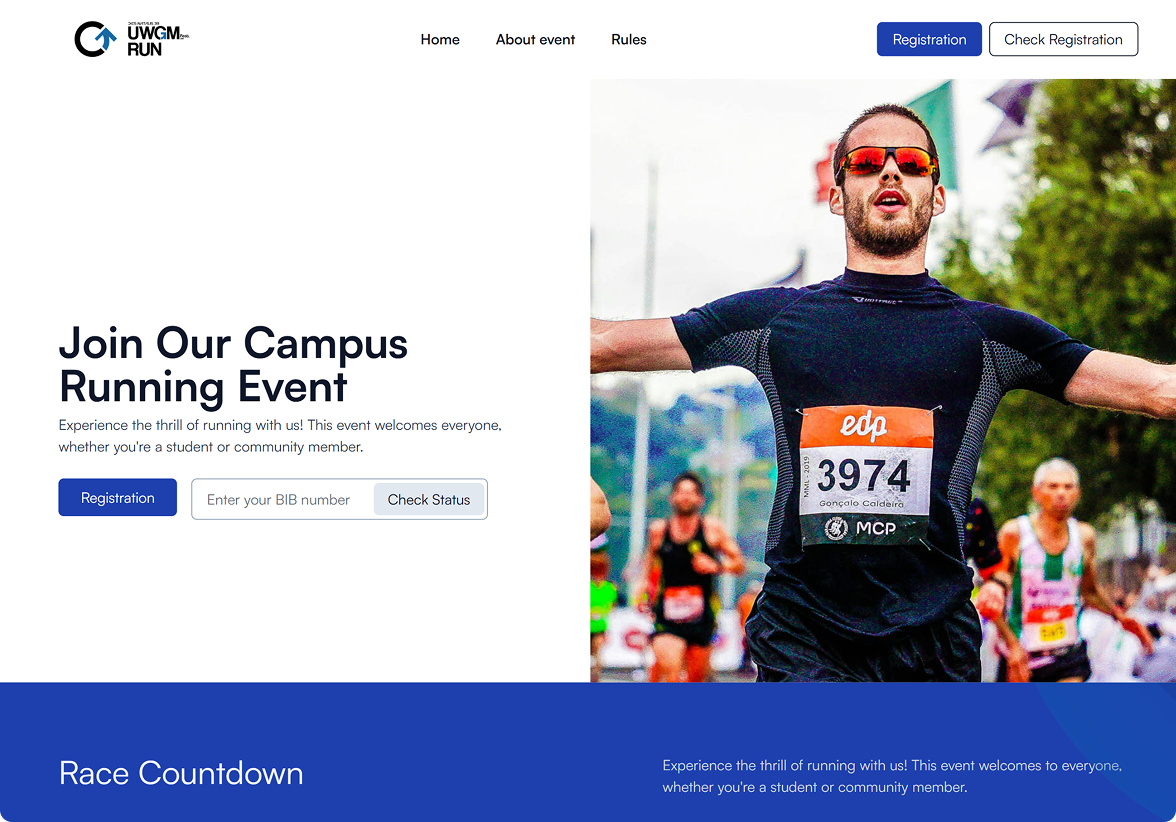 UWGM
RUN
Home
About event
Rules
Registration
Check Registration
Join Our Campus
Running Event
Experience the thrill of running with us! This event welcomes everyone,
whether you're a student or community member.
Registration
Enter your BIB number
Check Status
edp
MML - 2019
3974
Gonçalo Caldeira
MCP
Race Countdown
Experience the thrill of running with us! This event welcomes to everyone,
whether you're a student or community member.